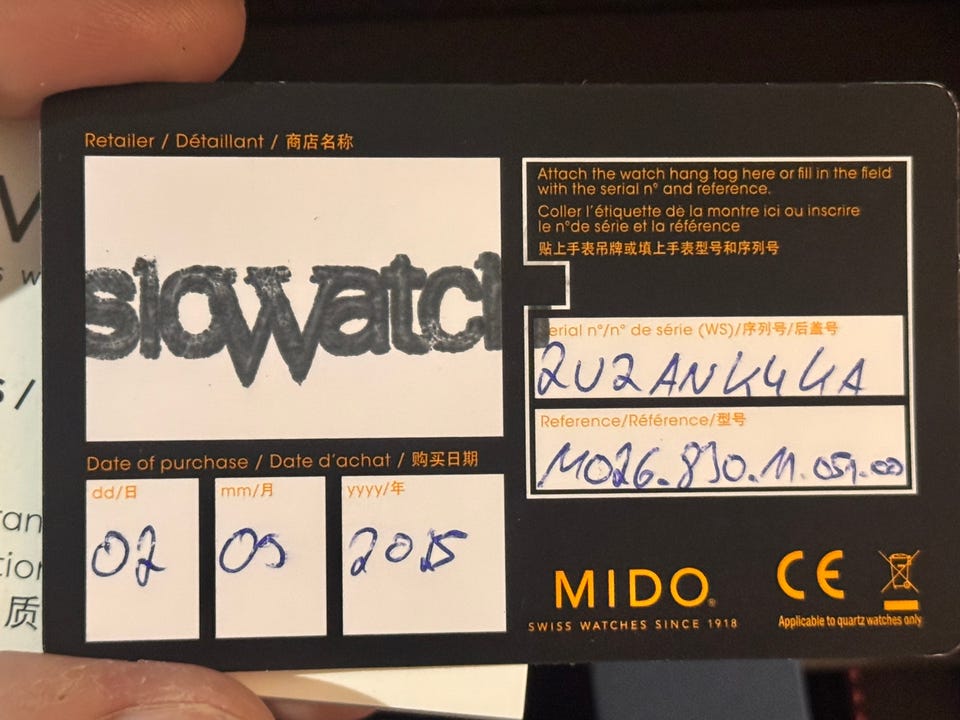 Retailer / Détaillant / 商店名称
slowatch
Date of purchase / Date d'achat / 购买日期
dd/日
mm/月
yyyy/年
02
2025
Attach the watch hang tag here or fill in the field
with the serial n° and reference.
Coller l'étiquette de la montre ici ou inscrire
le n°de série et la référence
贴上手表吊牌或填上手表型号和序列号
Serial n°/n° de série (WS)/序列号/后盖号
Reference/Référence/型号
M026.830.11.051.00
MIDO
SWISS WATCHES SINCE 1918
CE
Applicable to quartz watches only
质